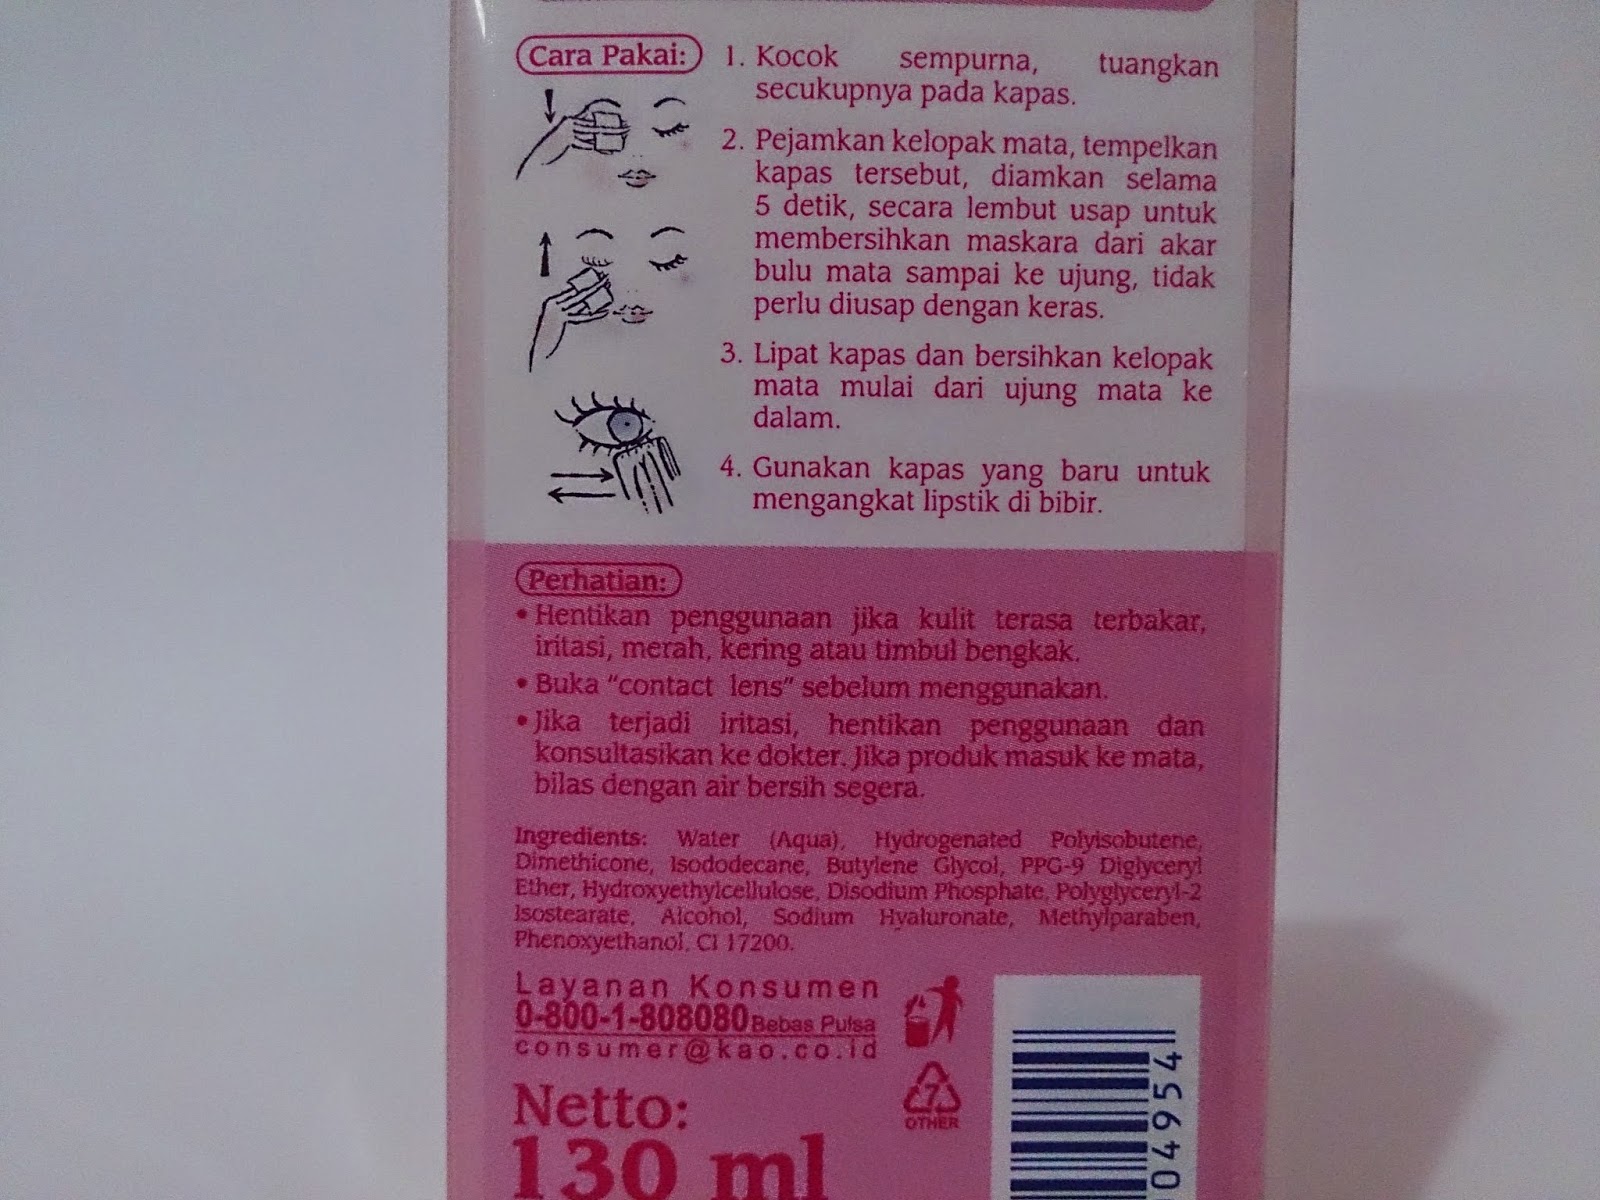 Cara Pakai:
1. Kocok sempurna, tuangkan
secukupnya pada kapas.
2. Pejamkan kelopak mata, tempelkan
kapas tersebut, diamkan selama
5 detik, secara lembut usap untuk
membersihkan maskara dari akar
bulu mata sampai ke ujung, tidak
perlu diusap dengan keras.
3. Lipat kapas dan bersihkan kelopak
mata mulai dari ujung mata ke
dalam.
4. Gunakan kapas yang baru untuk
mengangkat lipstik di bibir.
Perhatian:
• Hentikan penggunaan jika kulit terasa terbakar,
iritasi, merah, kering atau timbul bengkak.
• Buka "contact lens" sebelum menggunakan.
• Jika terjadi iritasi, hentikan penggunaan dan
konsultasikan ke dokter. Jika produk masuk ke mata,
bilas dengan air bersih segera.
Ingredients: Water (Aqua), Hydrogenated Polyisobutene,
Dimethicone, Isododecane, Butylene Glycol, PPG-9 Diglyceryl
Ether, Hydroxyethylcellulose, Disodium Phosphate, Polyglyceryl-2
Isostearate, Alcohol, Sodium Hyaluronate, Methylparaben,
Phenoxyethanol, CI 17200.
Layanan Konsumen
0-800-1-808080 Bebas Pulsa
consumer@kao.co.id
7
OTHER
Netto:
130 ml
04954